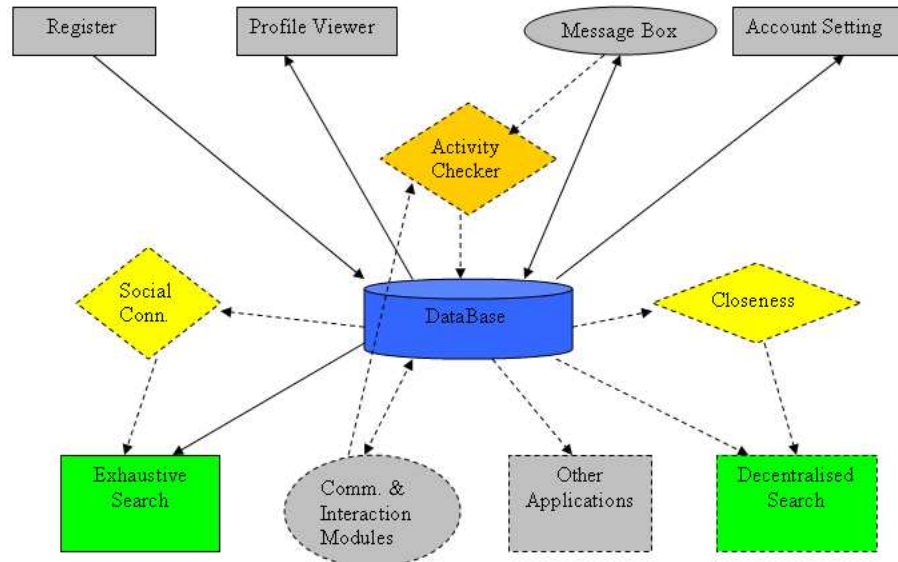 Register
Profile Viewer
Message Box
Account Setting
Activity
Checker
Social
Conn.
DataBase
Closeness
Exhaustive
Search
Comm. &
Interaction
Modules
Other
Applications
Decentralised
Search